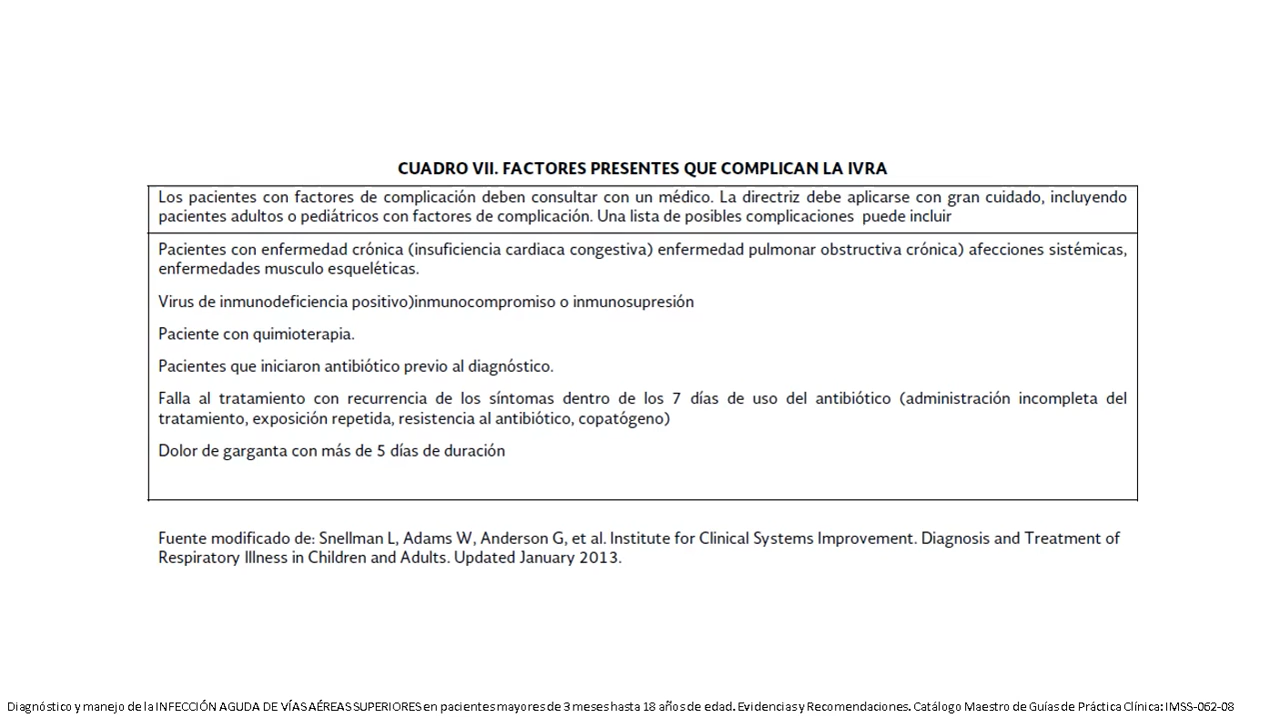 CUADRO VII. FACTORES PRESENTES QUE COMPLICAN LA IVRA
Los pacientes con factores de complicación deben consultar con un médico. La directriz debe aplicarse con gran cuidado, incluyendo
pacientes adultos o pediátricos con factores de complicación. Una lista de posibles complicaciones puede incluir
Pacientes con enfermedad crónica (insuficiencia cardiaca congestiva) enfermedad pulmonar obstructiva crónica) afecciones sistémicas,
enfermedades musculo esqueléticas.
Virus de inmunodeficiencia positivo)inmunocompromiso o inmunosupresión
Paciente con quimioterapia.
Pacientes que iniciaron antibiótico previo al diagnóstico.
Falla al tratamiento con recurrencia de los síntomas dentro de los 7 días de uso del antibiótico (administración incompleta del
tratamiento, exposición repetida, resistencia al antibiótico, copatógeno)
Dolor de garganta con más de 5 días de duración
Fuente modificado de: Snellman L, Adams W, Anderson G, et al. Institute for Clinical Systems Improvement. Diagnosis and Treatment of
Respiratory Illness in Children and Adults. Updated January 2013.
Diagnóstico y manejo de la INFECCIÓN AGUDA DE VÍAS AÉREAS SUPERIORES en pacientes mayores de 3 meses hasta 18 años de edad. Evidencias y Recomendaciones. Catálogo Maestro de Guías de Práctica Clínica: IMSS-062-08